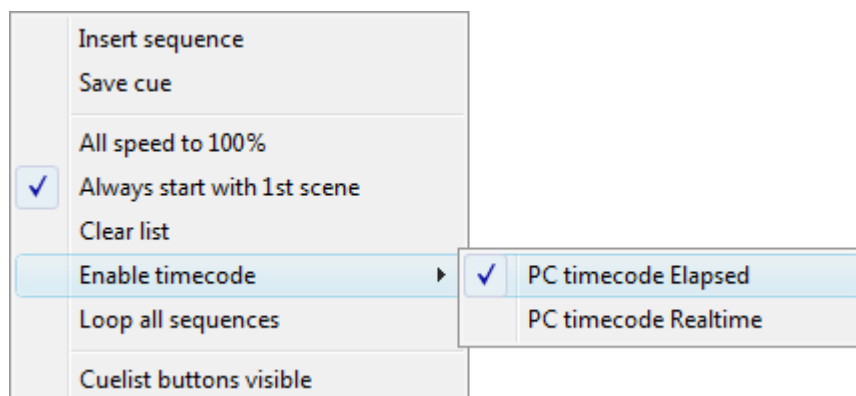 Insert sequence
Save cue
All speed to 100%
Always start with 1st scene
Clear list
Enable timecode
PC timecode Elapsed
Loop all sequences
PC timecode Realtime
Cuelist buttons visible